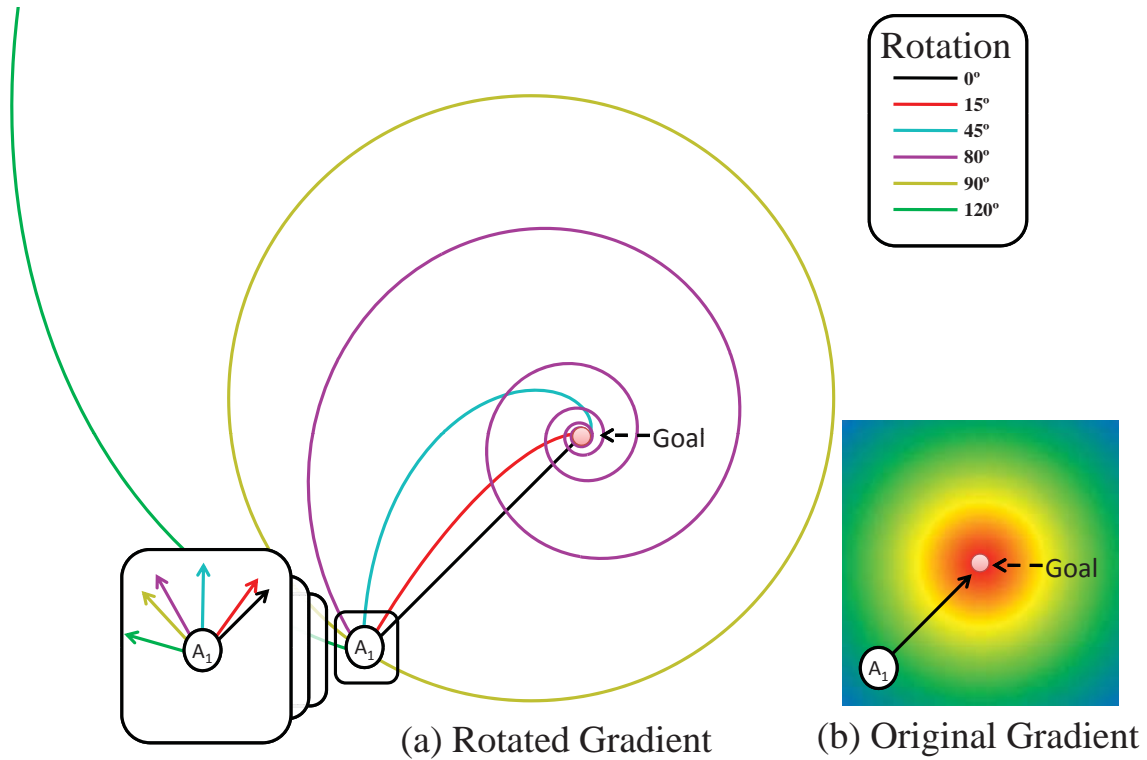 Rotation
0º
15º
45º
80º
90º
120º
Goal
A1
A1
(a) Rotated Gradient
Goal
A1
(b) Original Gradient